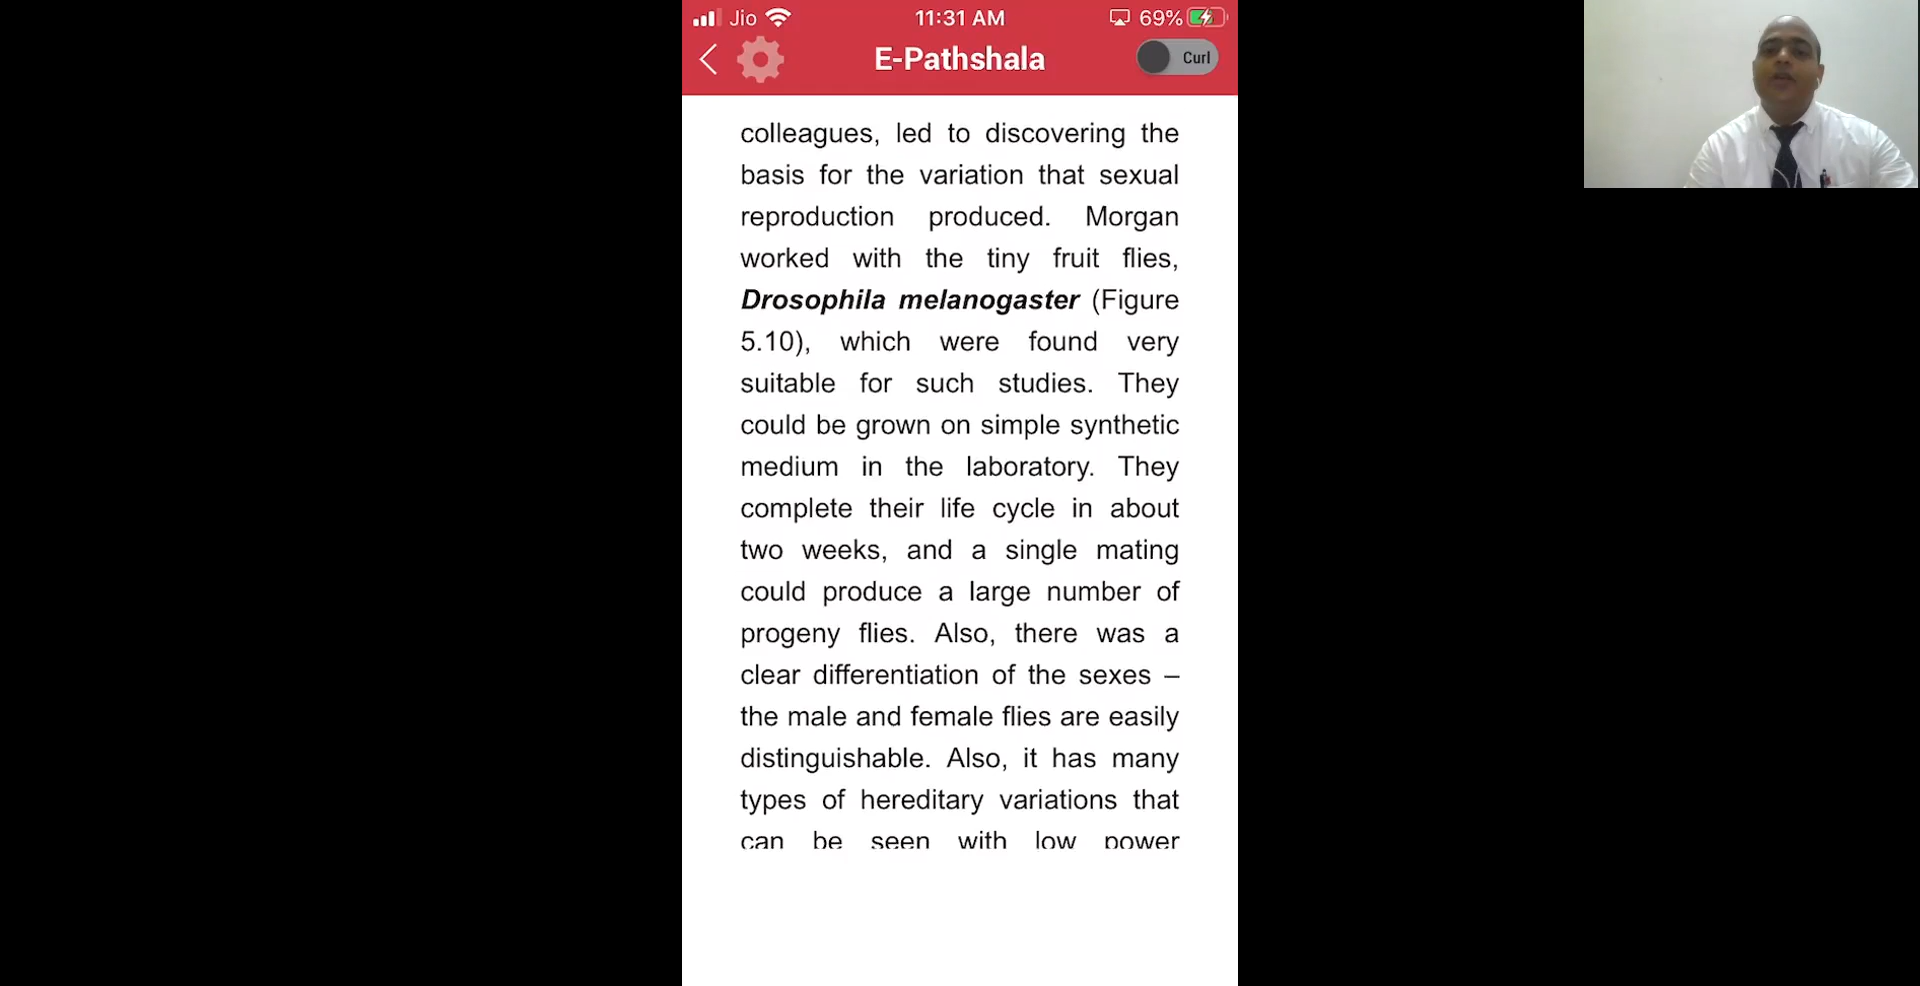 Jio 11:31 AM 69%
E-Pathshala Curl
colleagues, led to discovering the
basis for the variation that sexual
reproduction produced. Morgan
worked with the tiny fruit flies,
Drosophila melanogaster (Figure
5.10), which were found very
suitable for such studies. They
could be grown on simple synthetic
medium in the laboratory. They
complete their life cycle in about
two weeks, and a single mating
could produce a large number of
progeny flies. Also, there was a
clear differentiation of the sexes –
the male and female flies are easily
distinguishable. Also, it has many
types of hereditary variations that
can be seen with low power